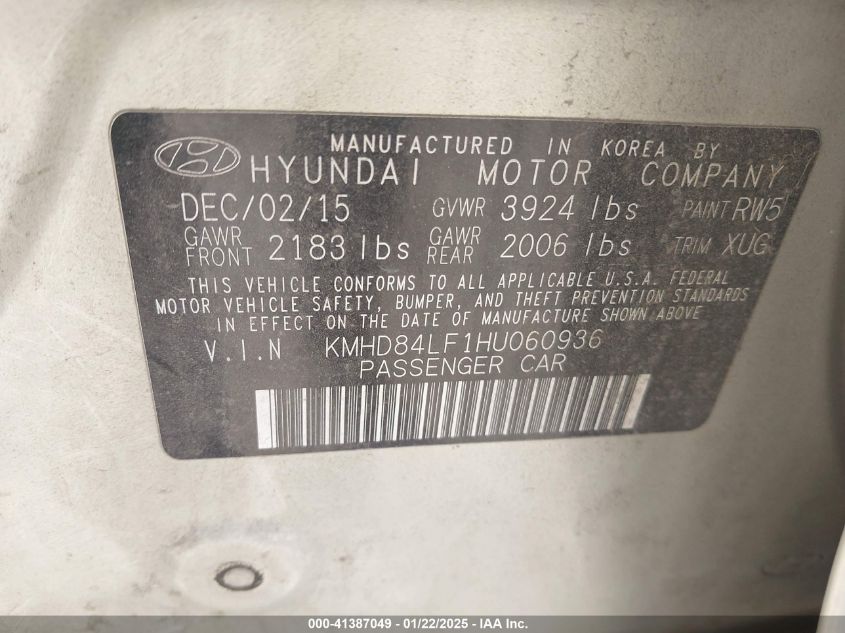 MANUFACTURED IN KOREA BY
HYUNDAI MOTOR COMPANY
DEC/02/15 GVWR 3924 lbs PAINT RW5
GAWR FRONT 2183 lbs GAWR REAR 2006 lbs TRIM XUG
THIS VEHICLE CONFORMS TO ALL APPLICABLE U.S.A. FEDERAL
MOTOR VEHICLE SAFETY, BUMPER, AND THEFT PREVENTION STANDARDS
IN EFFECT ON THE DATE OF MANUFACTURE SHOWN ABOVE
V.I.N KMHD84LF1HU060936
PASSENGER CAR
000-41387049 - 01/22/2025 - IAA Inc.